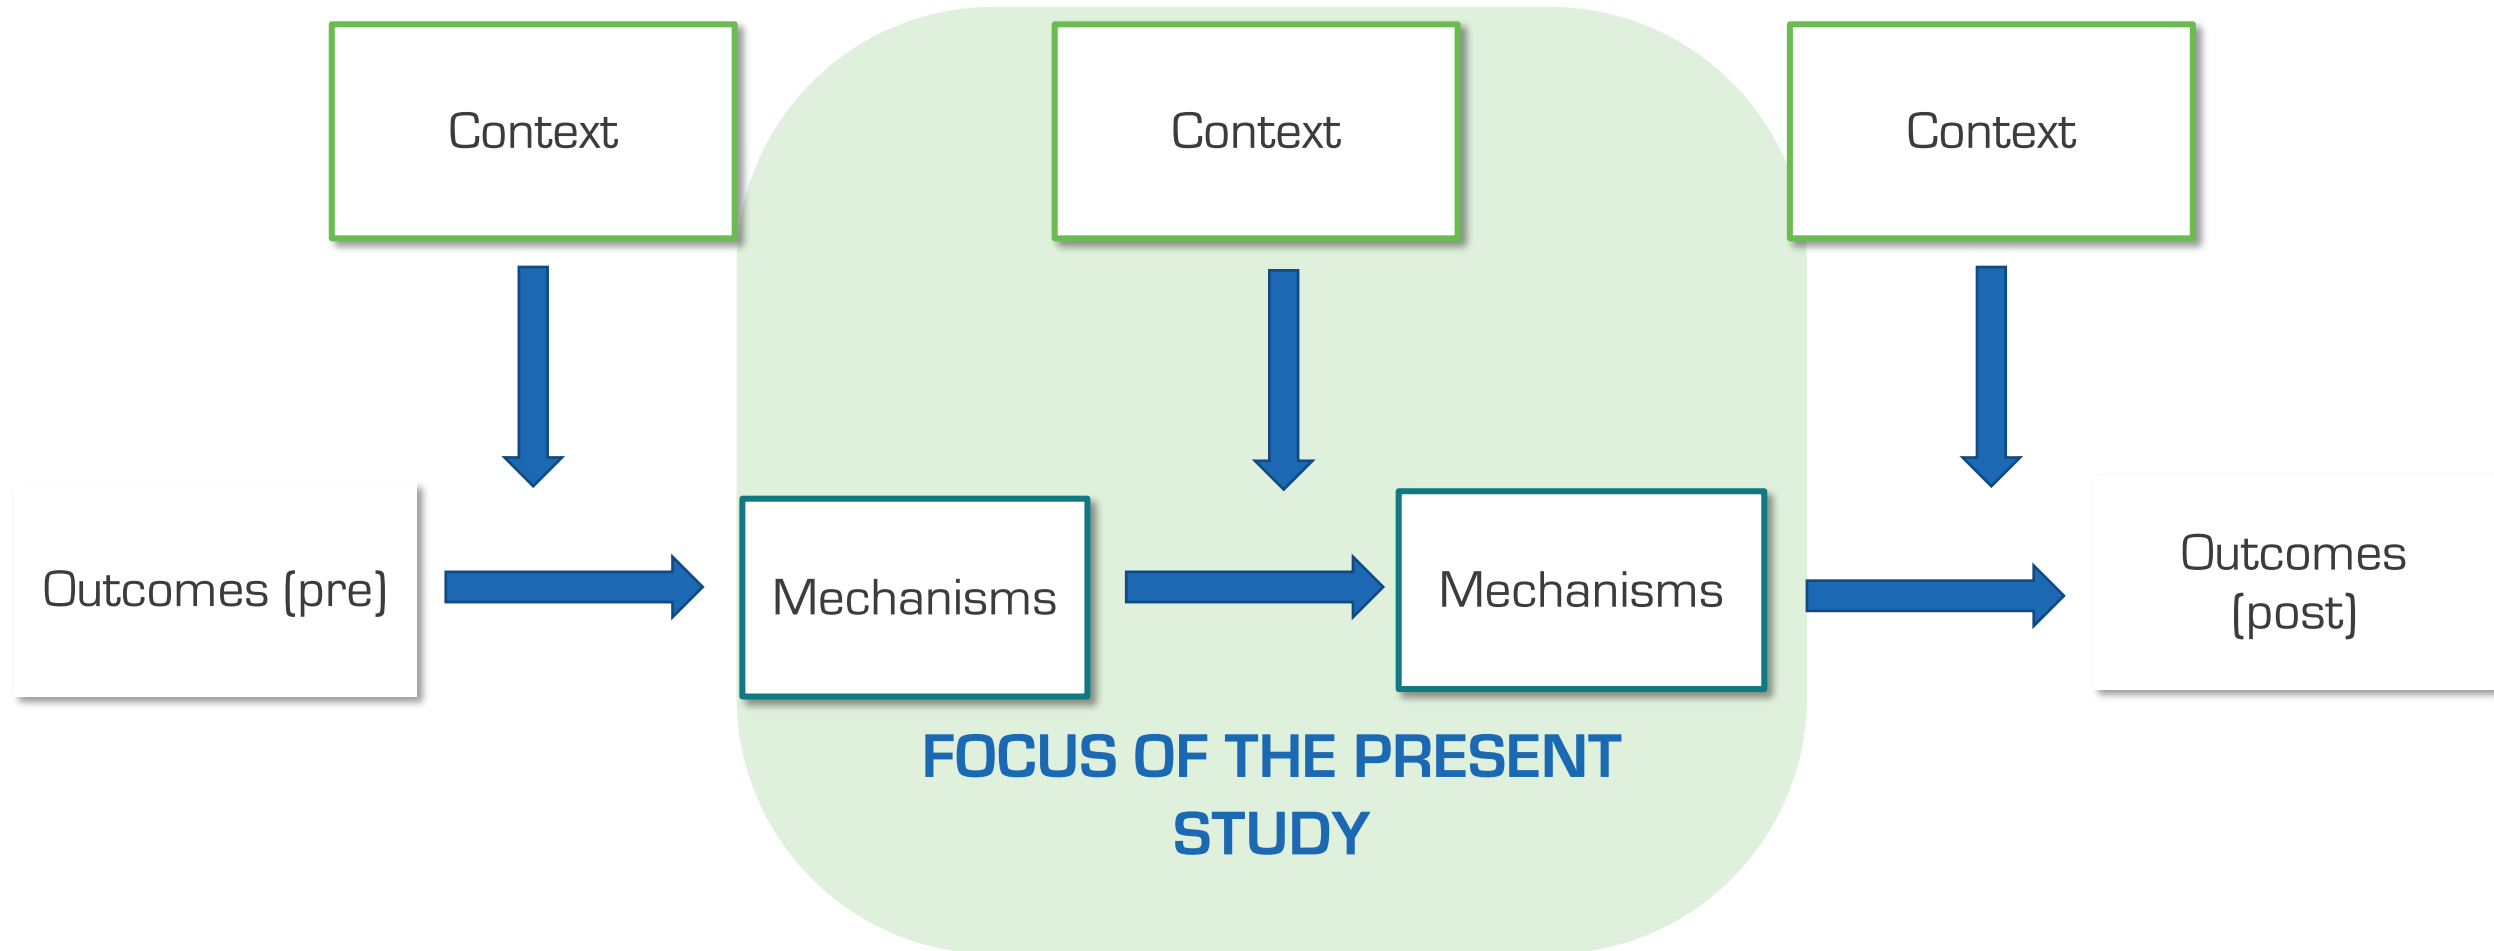 Context
Context
Context
Outcomes (pre)
Mechanisms
Mechanisms
Outcomes
(post)
FOCUS OF THE PRESENT
STUDY